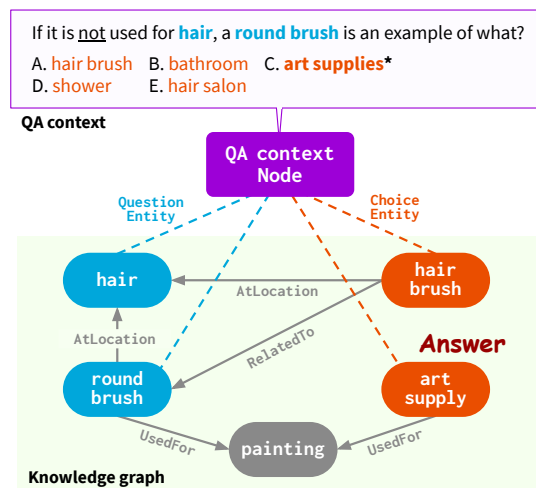 If it is not used for hair, a round brush is an example of what?
A. hair brush B. bathroom C. art supplies*
D. shower E. hair salon
QA context
QA context
Node
Question
Entity
Choice
Entity
hair
hair
brush
AtLocation
AtLocation
RelatedTo
Answer
round
brush
art
supply
UsedFor
painting
UsedFor
Knowledge graph